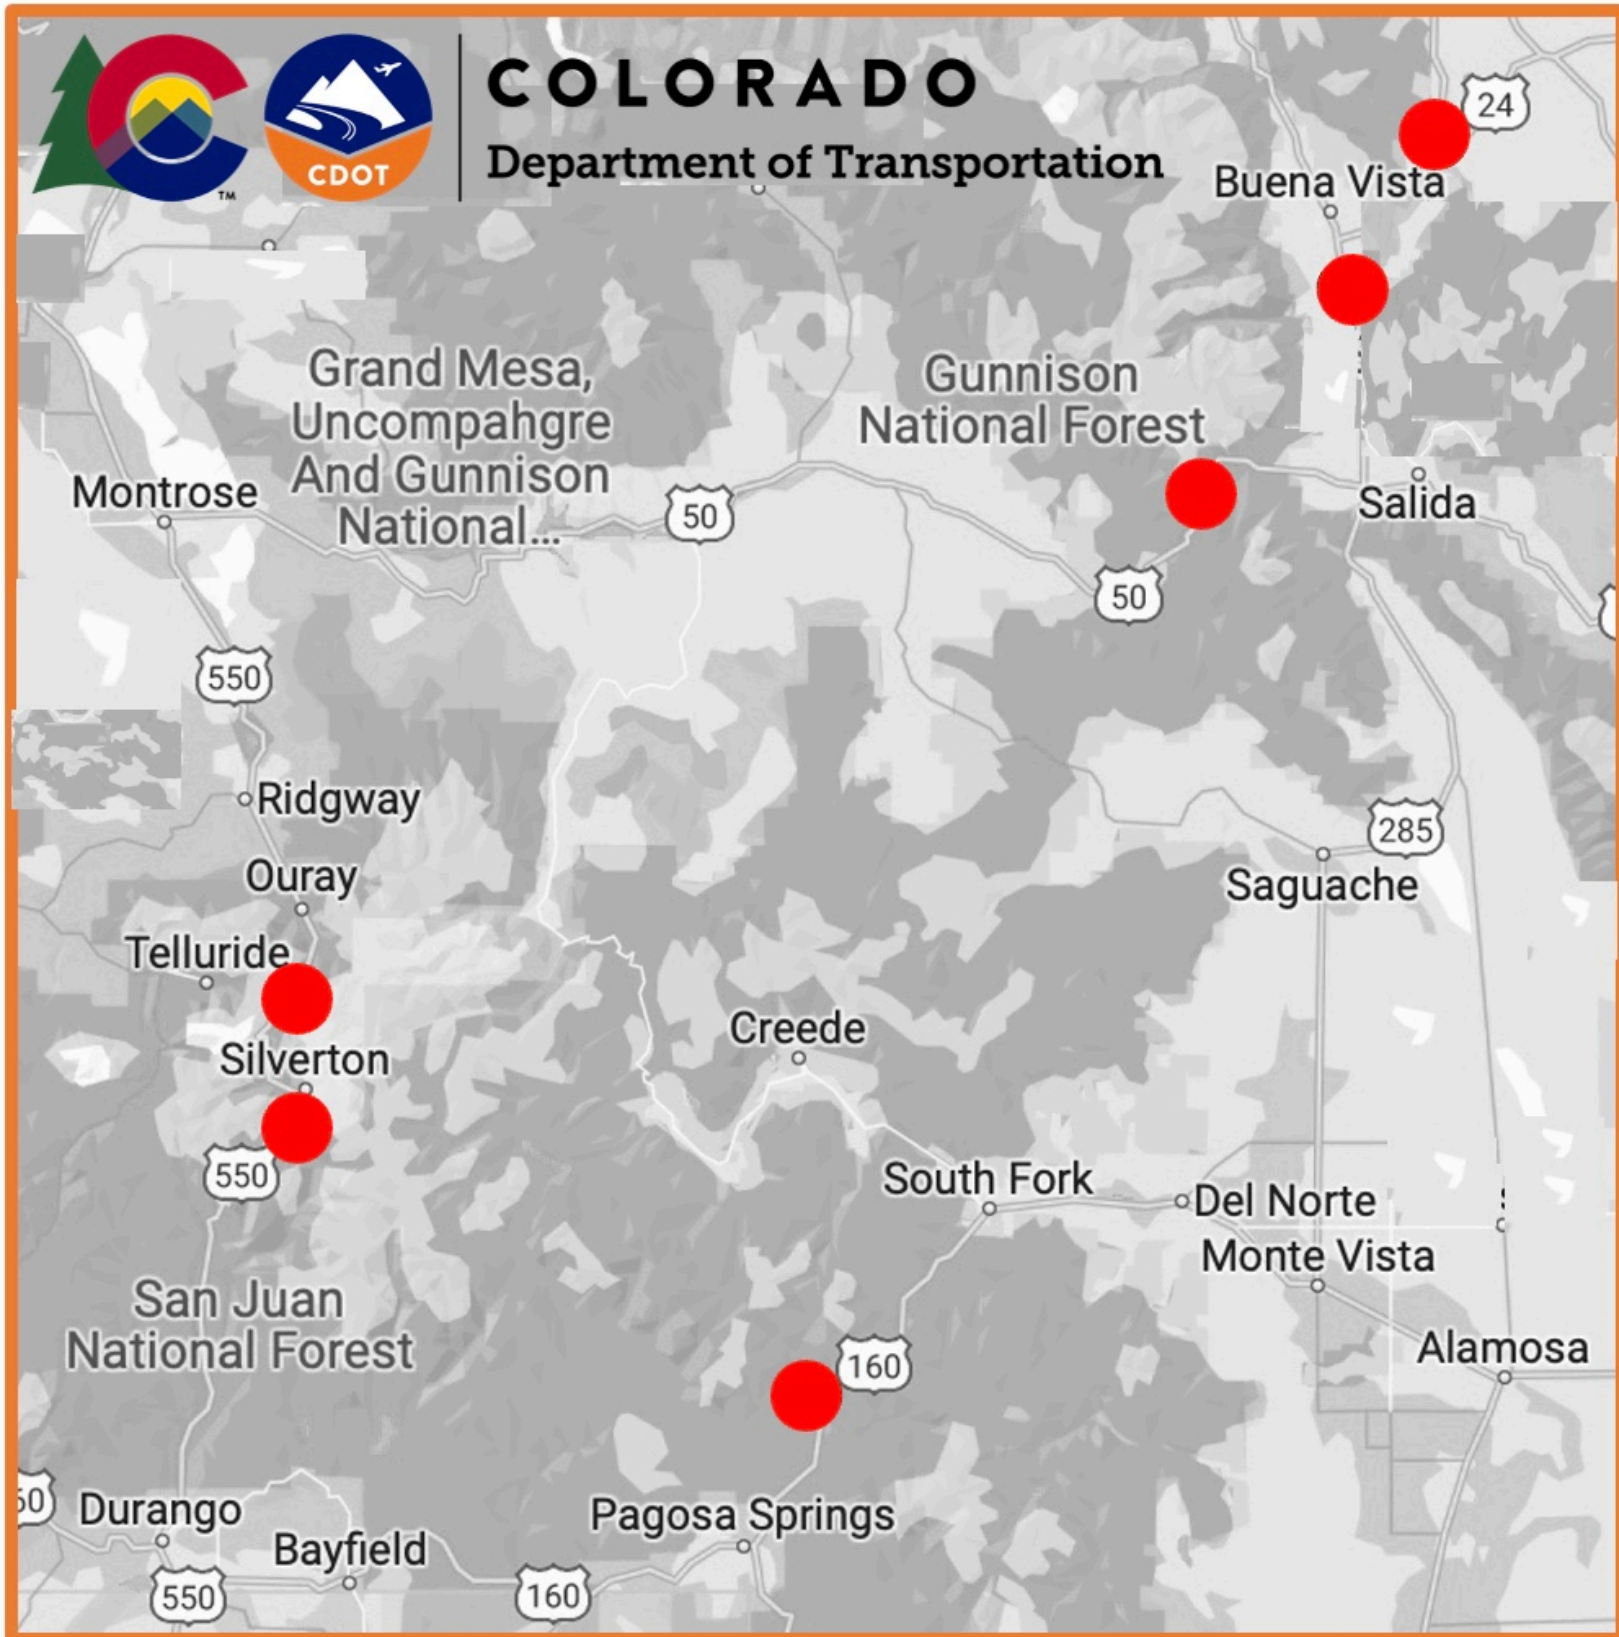 COLORADO
Department of Transportation
CDOT
TM
24
Buena Vista
Grand Mesa,
Uncompahgre
And Gunnison
National...
Gunnison
National Forest
Montrose
50
Salida
50
550
Ridgway
285
Ouray
Saguache
Telluride
Creede
Silverton
550
South Fork
Del Norte
Monte Vista
San Juan
National Forest
160
Alamosa
60
Durango
Pagosa Springs
Bayfield
550
160